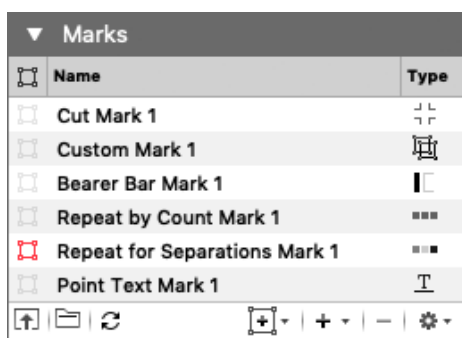 Marks
Name Type
Cut Mark 1
Custom Mark 1
Bearer Bar Mark 1
Repeat by Count Mark 1
Repeat for Separations Mark 1
Point Text Mark 1